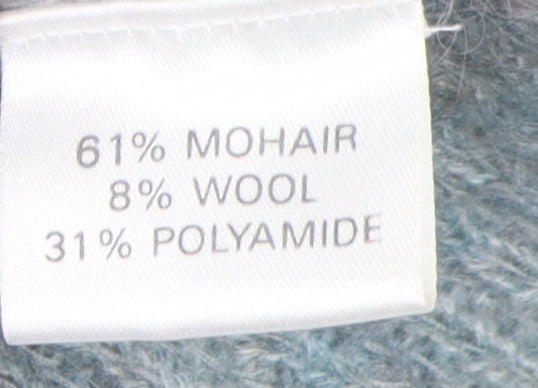 61% MOHAIR
8% WOOL
31% POLYAMIDE